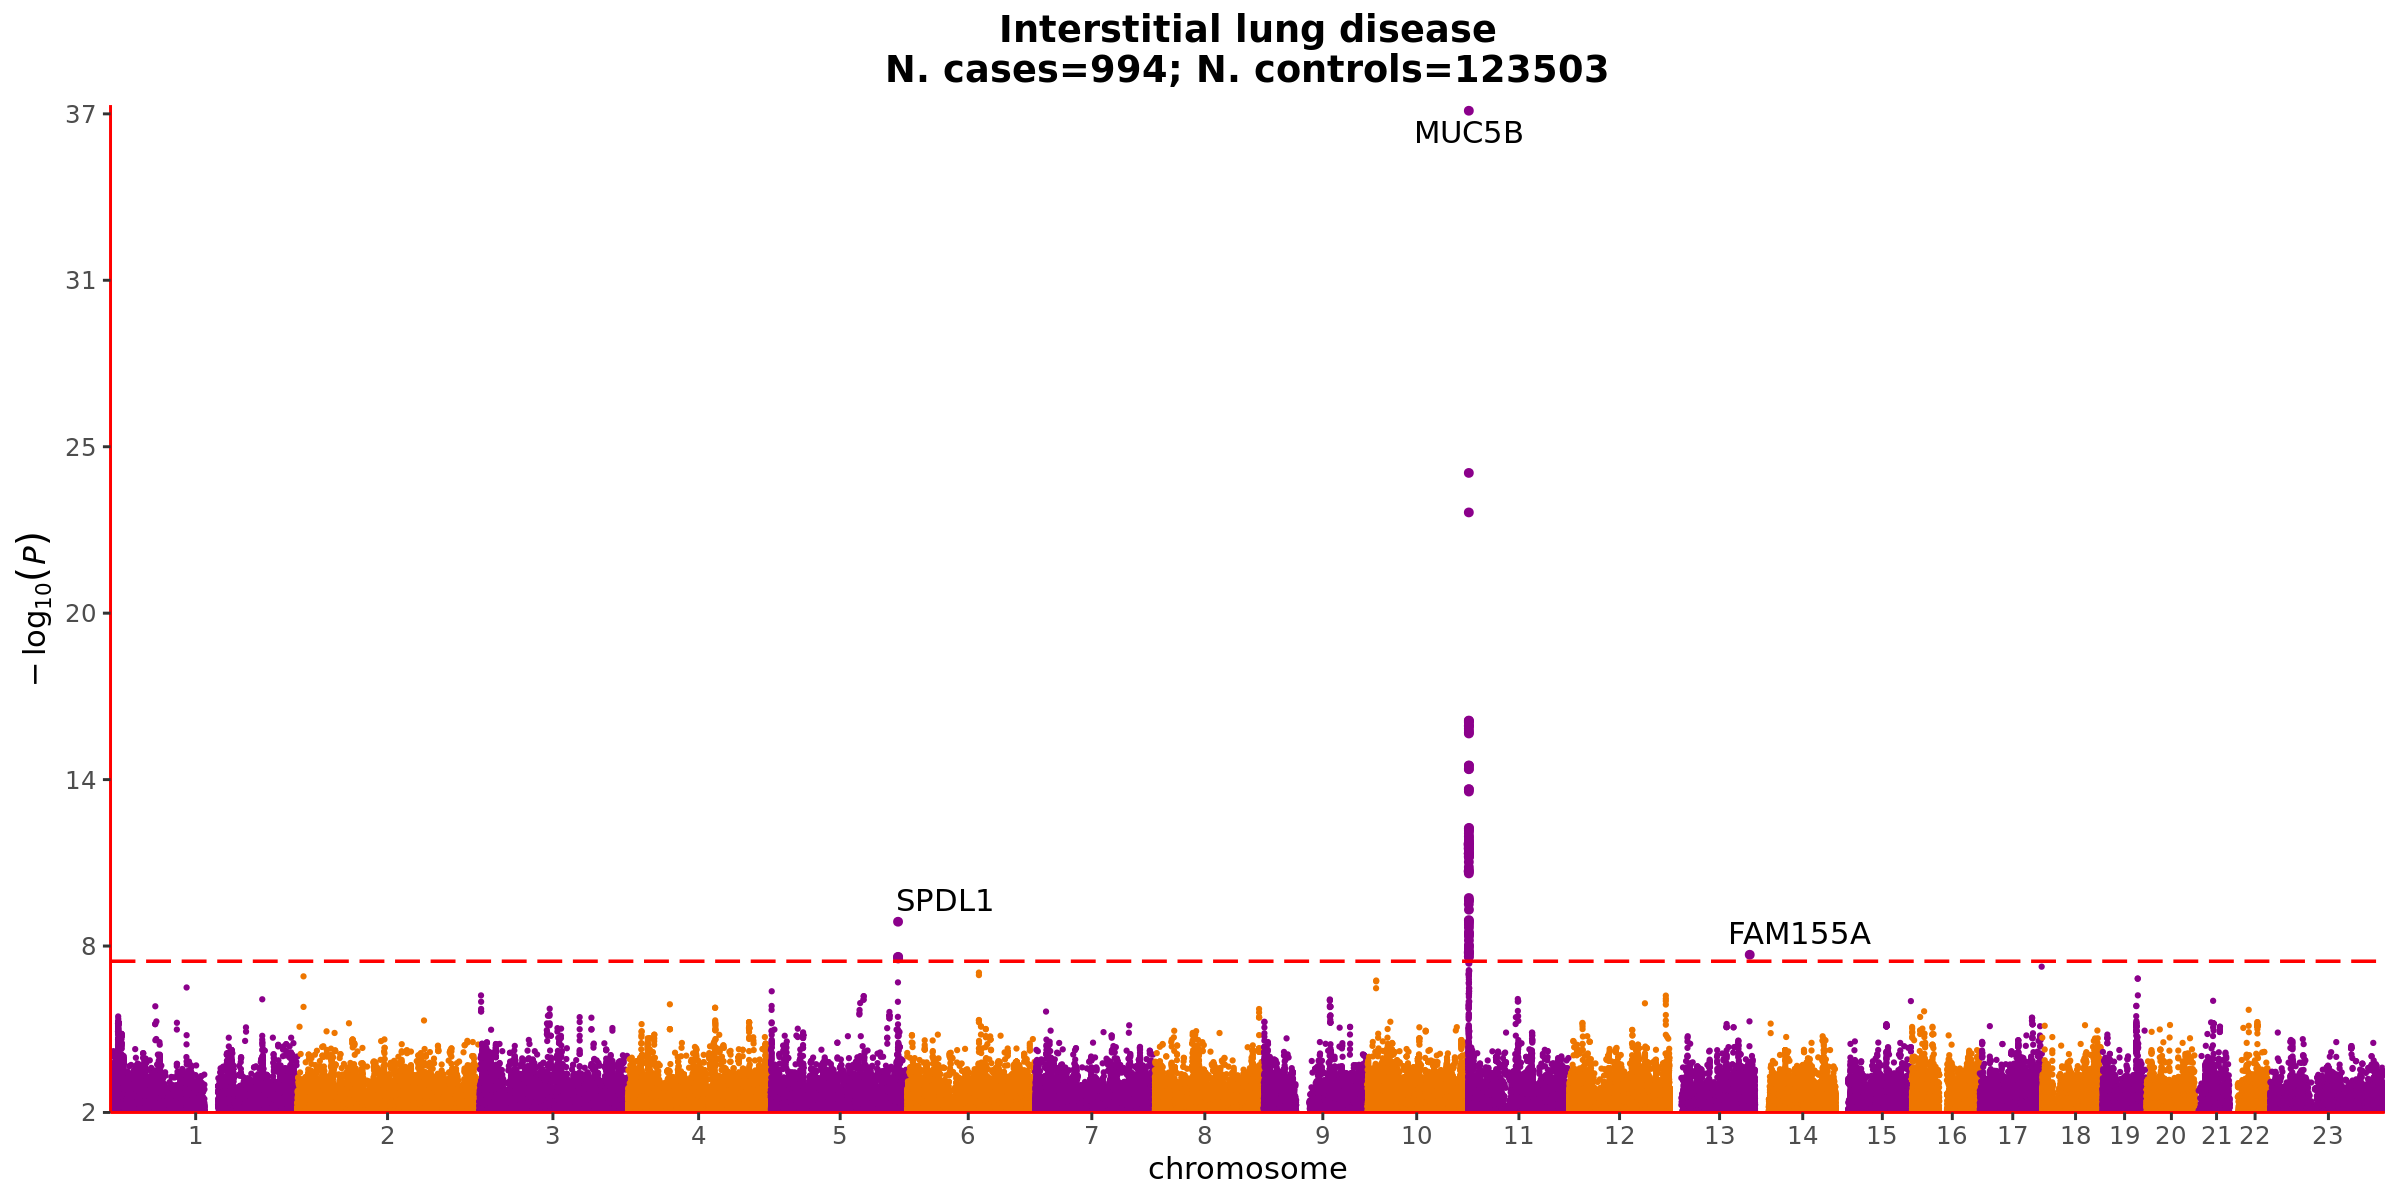 Interstitial lung disease
N. cases=994; N. controls=123503
37
MUC5B
31
25
20
14
SPDL1
FAM155A
8
2
−log10(P)
1 2 3 4 5 6 7 8 9 10 11 12 13 14 15 16 17 18 19 20 21 22 23
chromosome